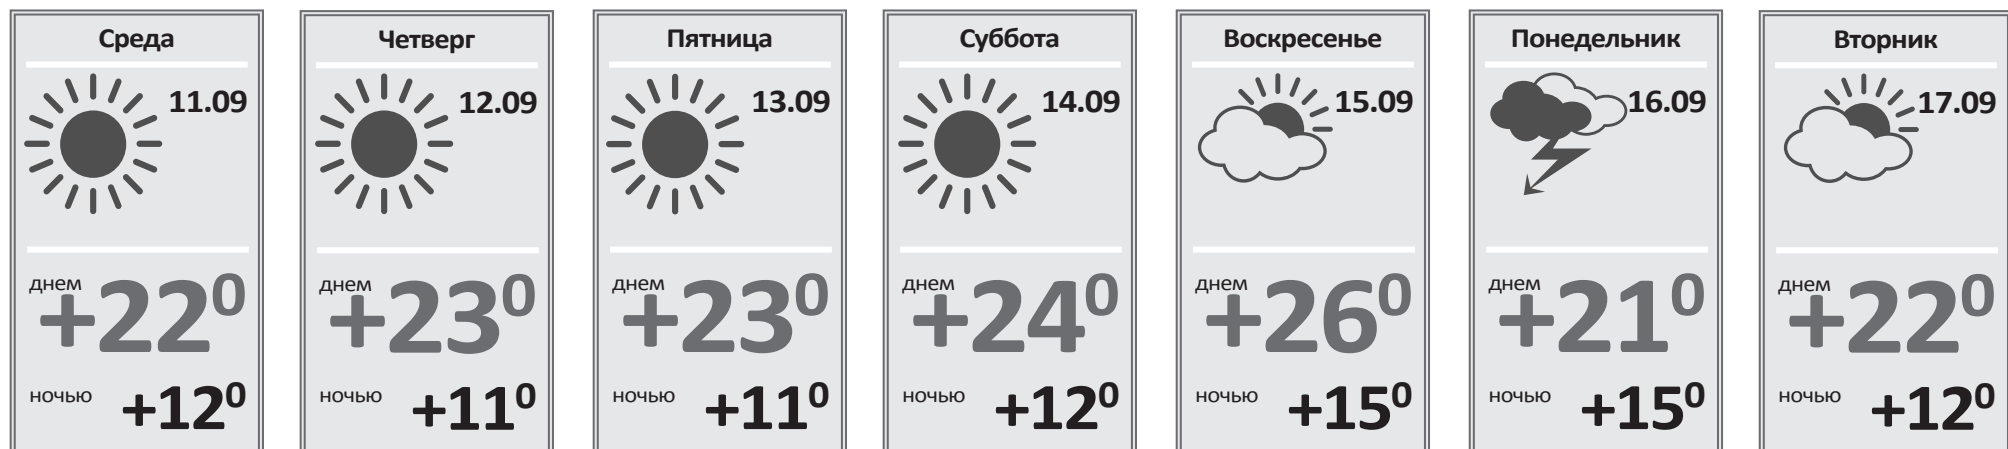 Среда
11.09
днем
+22⁰
ночью
+12⁰
Четверг
12.09
днем
+23⁰
ночью
+11⁰
Пятница
13.09
днем
+23⁰
ночью
+11⁰
Суббота
14.09
днем
+24⁰
ночью
+12⁰
Воскресенье
15.09
днем
+26⁰
ночью
+15⁰
Понедельник
16.09
днем
+21⁰
ночью
+15⁰
Вторник
17.09
днем
+22⁰
ночью
+12⁰